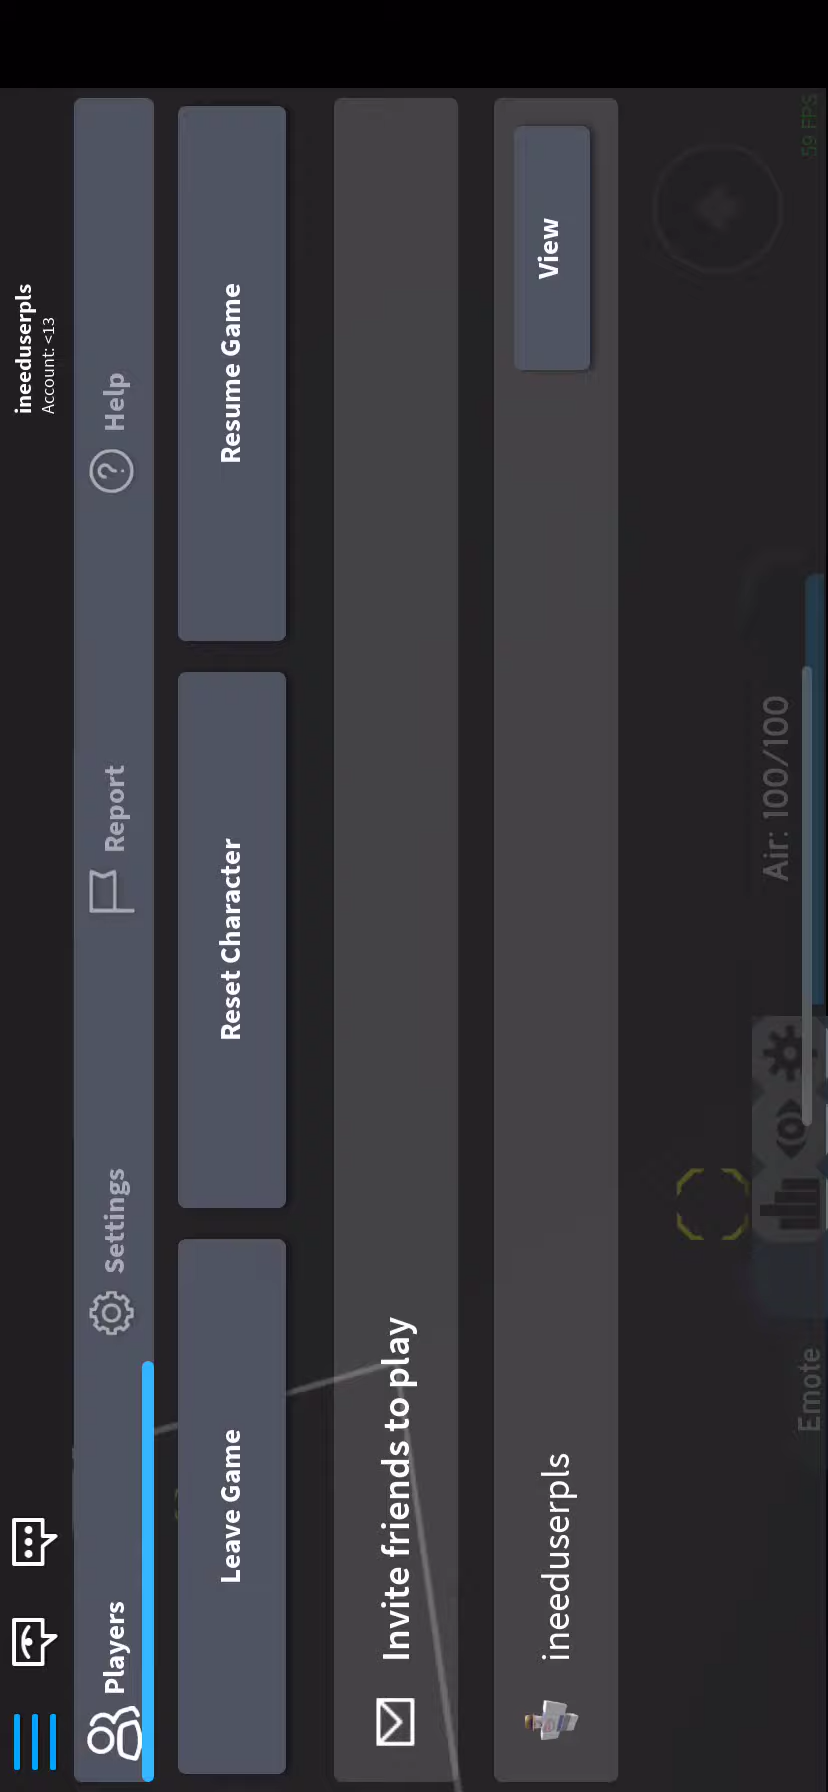 ineeduserpls
Account: <13
Players
Settings
Report
Help
Leave Game
Reset Character
Resume Game
Invite friends to play
ineeduserpls
View
Air: 100/100
Emote
59 FPS